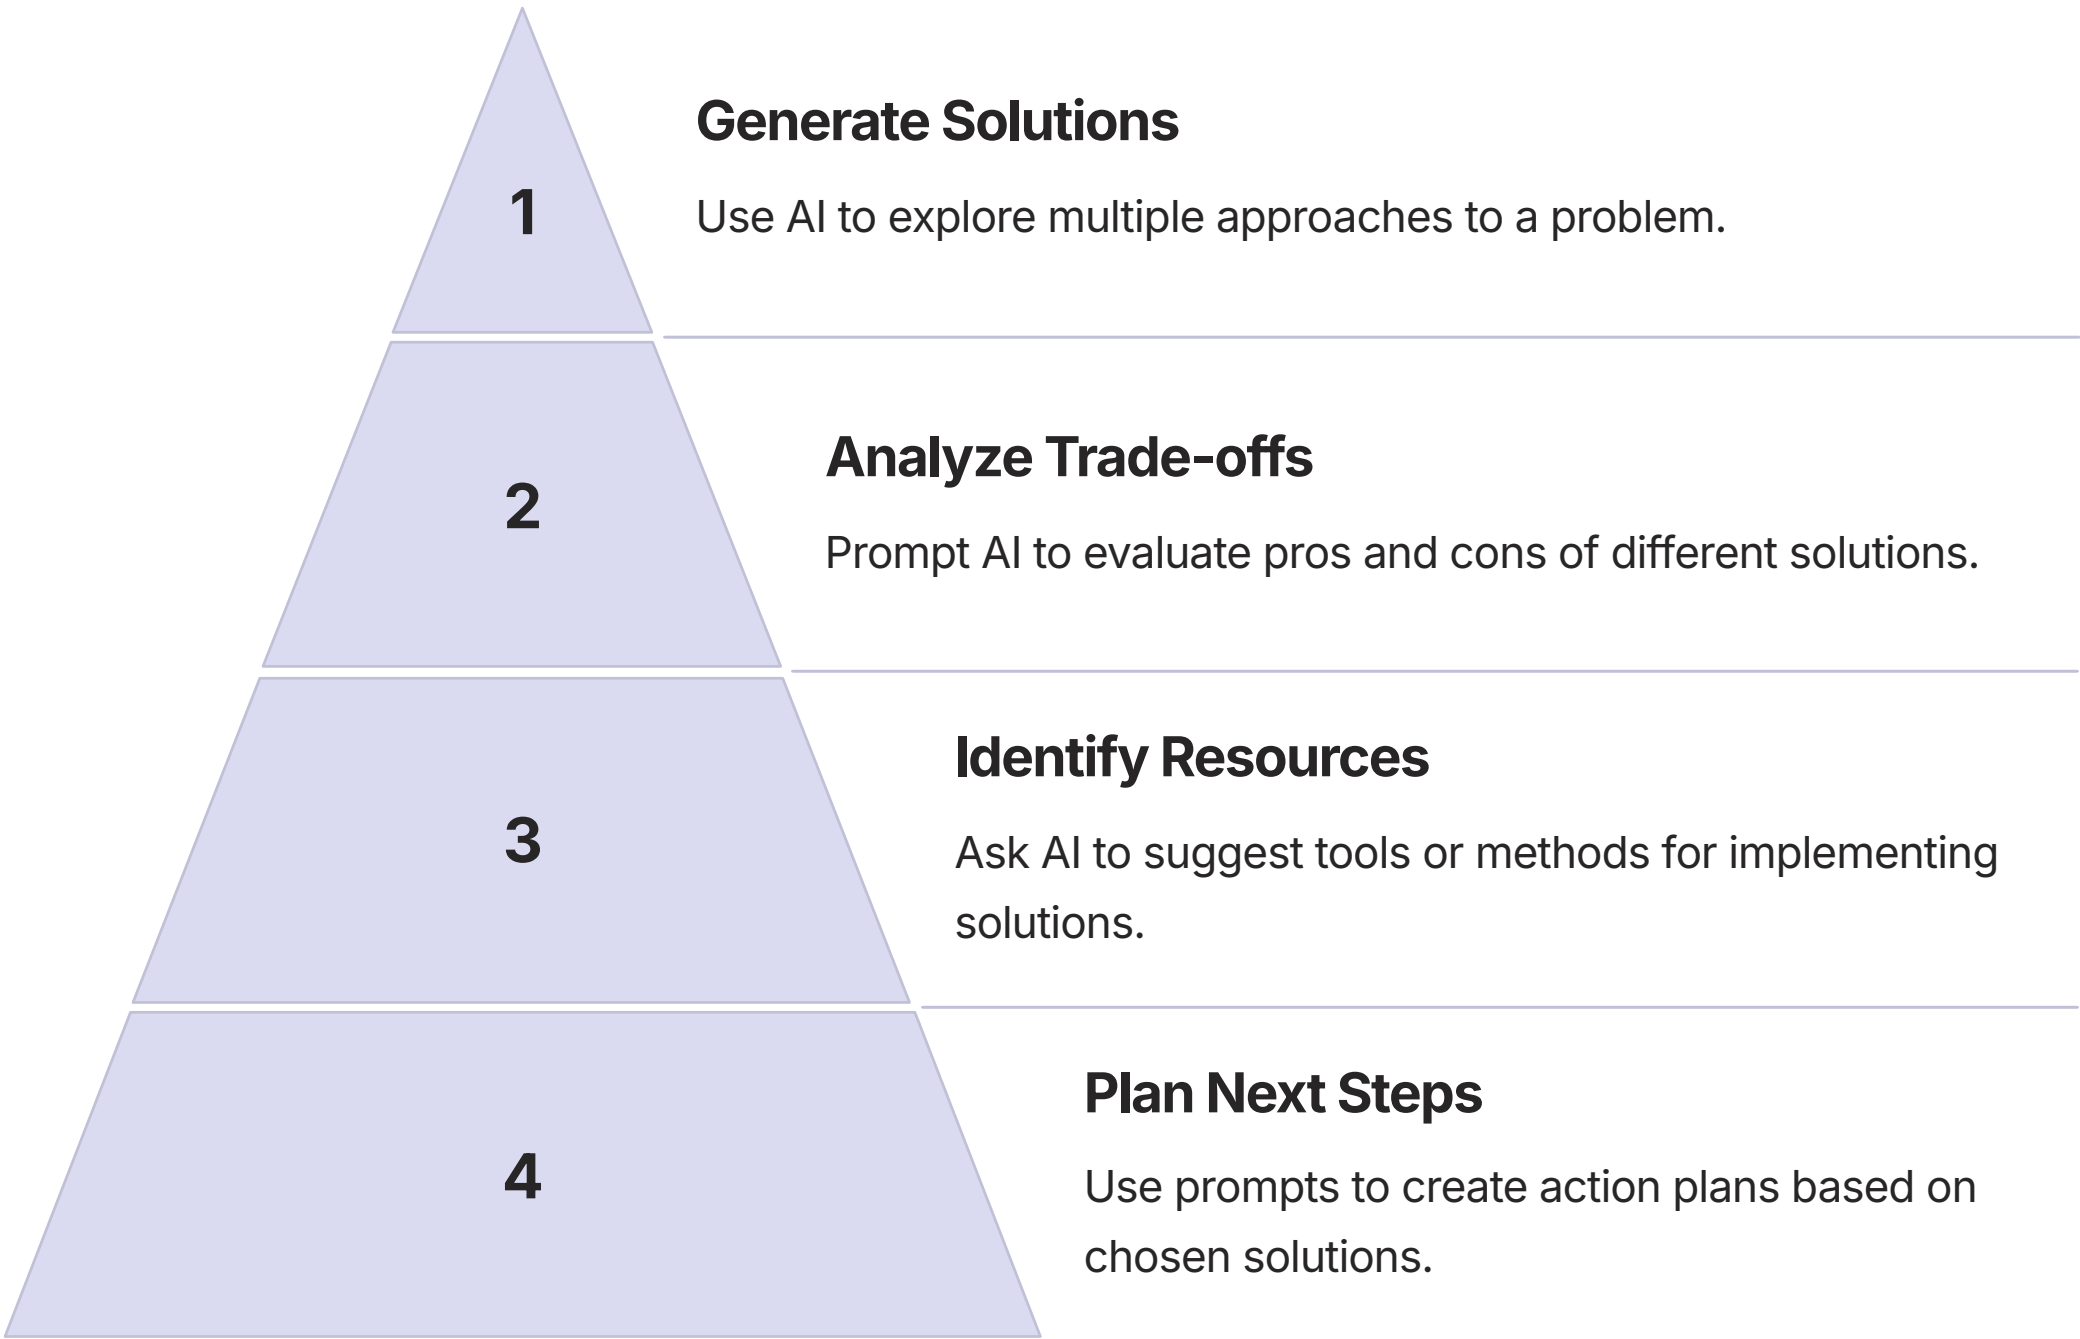 1
Generate Solutions
Use AI to explore multiple approaches to a problem.
2
Analyze Trade-offs
Prompt AI to evaluate pros and cons of different solutions.
3
Identify Resources
Ask AI to suggest tools or methods for implementing
solutions.
4
Plan Next Steps
Use prompts to create action plans based on
chosen solutions.